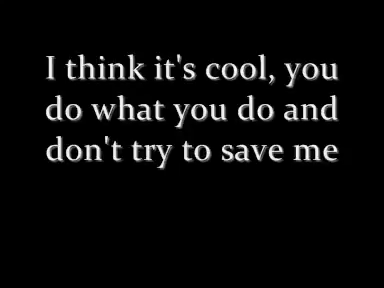 I think it's cool, you
do what you do and
don't try to save me